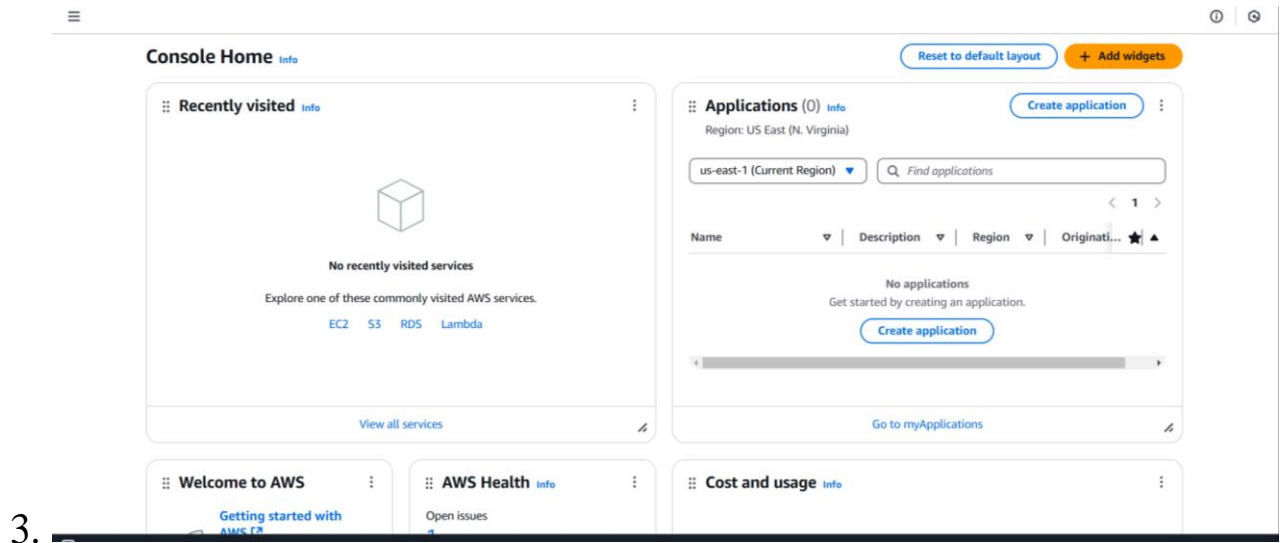 Console Home Info
Reset to default layout
+ Add widgets
Recently visited Info
No recently visited services
Explore one of these commonly visited AWS services.
EC2 S3 RDS Lambda
View all services
Applications (0) Info
Create application
Region: US East (N. Virginia)
us-east-1 (Current Region)
Find applications
1
Name Description Region Originati...
No applications
Get started by creating an application.
Create application
Go to myApplications
Welcome to AWS
Getting started with
AWS
AWS Health Info
Open issues
Cost and usage Info
3.